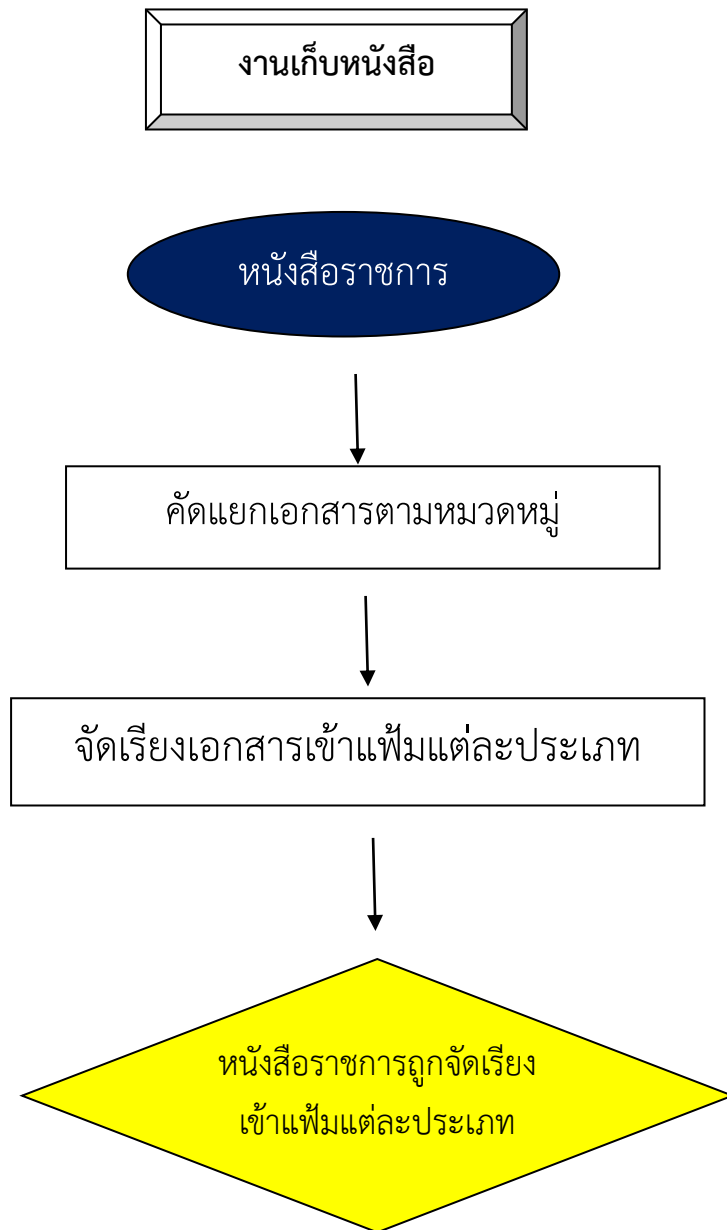 งานเก็บหนังสือ
หนังสือราชการ
คัดแยกเอกสารตามหมวดหมู่
จัดเรียงเอกสารเข้าแฟ้มแต่ละประเภท
หนังสือราชการถูกจัดเรียง
เข้าแฟ้มแต่ละประเภท